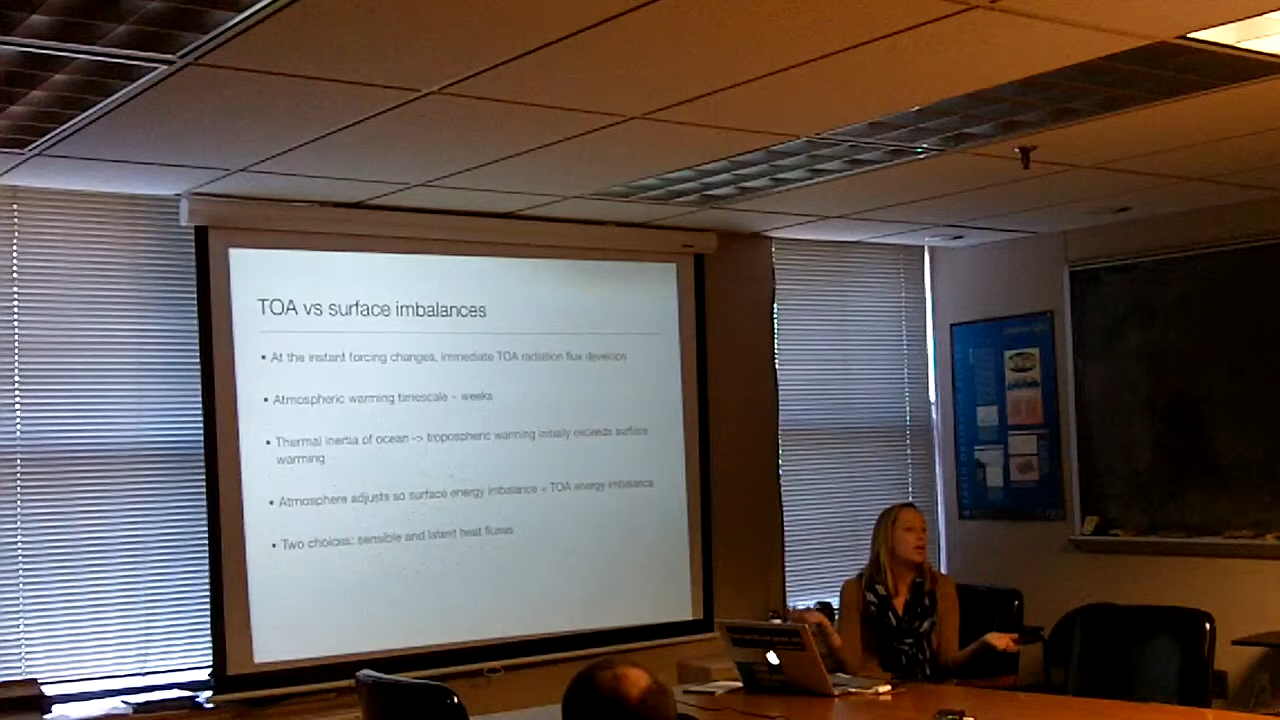 TOA vs surface imbalances
• At the instant forcing changes, immediate TOA radiation flux develops
• Atmospheric warming timescale ~ weeks
• Thermal inertia of ocean -> tropospheric warming initially exceeds surface
warming
• Atmosphere adjusts so surface energy imbalance = TOA energy imbalance
• Two choices: sensible and latent heat fluxes